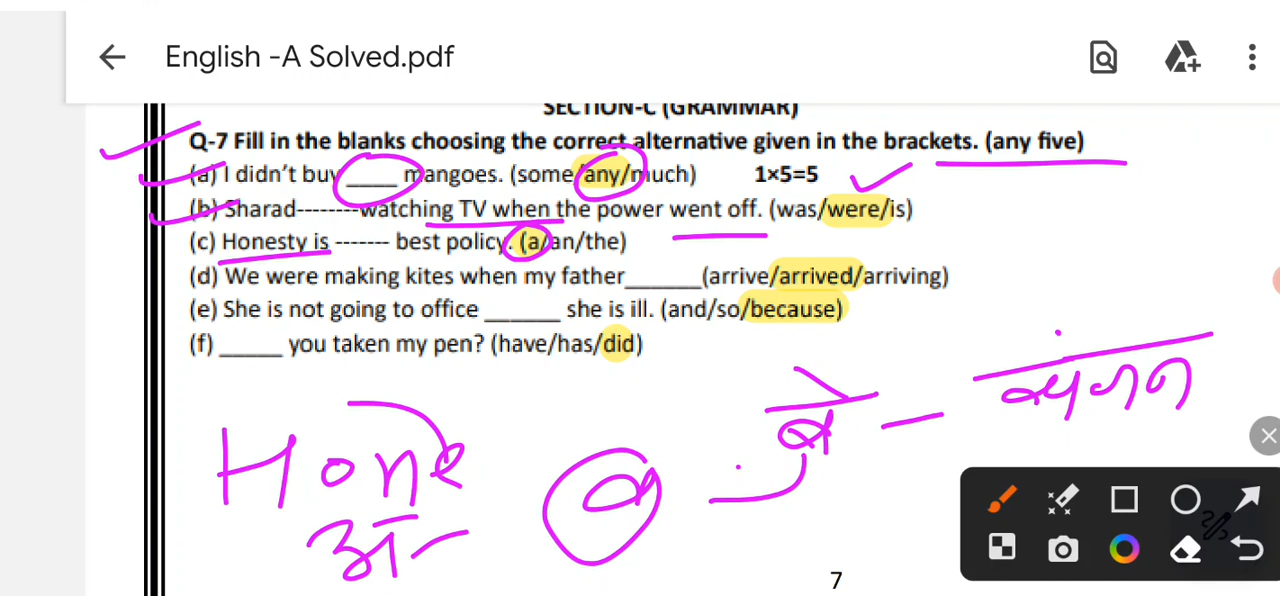 English -A Solved.pdf
SECTION-C (GRAMMAR)
Q-7 Fill in the blanks choosing the correct alternative given in the brackets. (any five)
(a) I didn't buy ____ mangoes. (some/any/much) 1×5=5
(b) Sharad--------watching TV when the power went off. (was/were/is)
(c) Honesty is ------- best policy. (a/an/the)
(d) We were making kites when my father______(arrive/arrived/arriving)
(e) She is not going to office ______ she is ill. (and/so/because)
(f) _____ you taken my pen? (have/has/did)
Hone
7